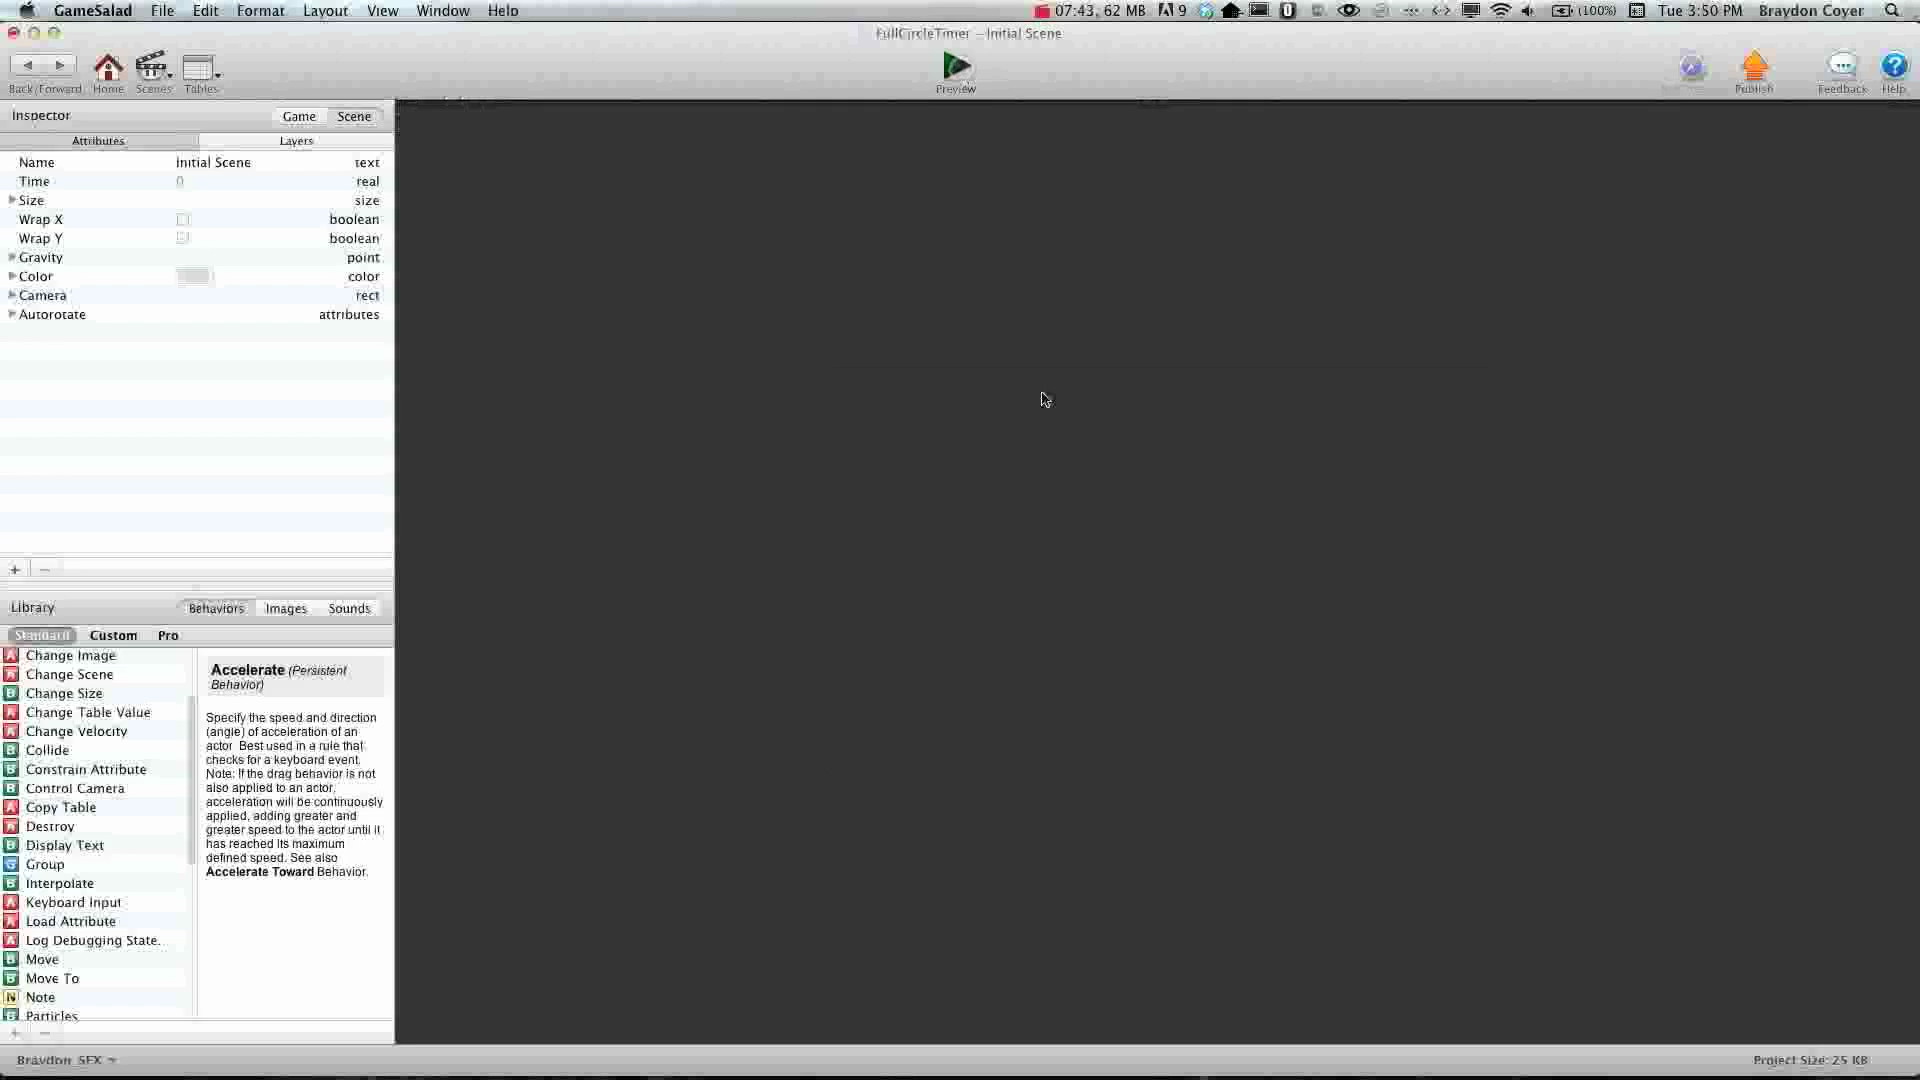 GameSalad File Edit Format Layout View Window Help 07:43, 62 MB 9 (100%) Tue 3:50 PM Braydon Coyer
FullCircleTimer – Initial Scene
Back/Forward Home Scenes Tables Preview Publish Feedback Help
Inspector Game Scene
Attributes Layers
Name Initial Scene text
Time 0 real
Size size
Wrap X boolean
Wrap Y boolean
Gravity point
Color color
Camera rect
Autorotate attributes
+ −
Library Behaviors Images Sounds
Standard Custom Pro
A Change Image
A Change Scene
B Change Size
A Change Table Value
A Change Velocity
B Collide
B Constrain Attribute
B Control Camera
A Copy Table
A Destroy
B Display Text
G Group
B Interpolate
A Keyboard Input
A Load Attribute
A Log Debugging State...
B Move
B Move To
N Note
B Particles
Accelerate (Persistent
Behavior)
Specify the speed and direction
(angle) of acceleration of an
actor. Best used in a rule that
checks for a keyboard event.
Note: If the drag behavior is not
also applied to an actor,
acceleration will be continuously
applied, adding greater and
greater speed to the actor until it
has reached its maximum
defined speed. See also
Accelerate Toward Behavior.
+ −
Braydon_SFX
Project Size: 25 KB